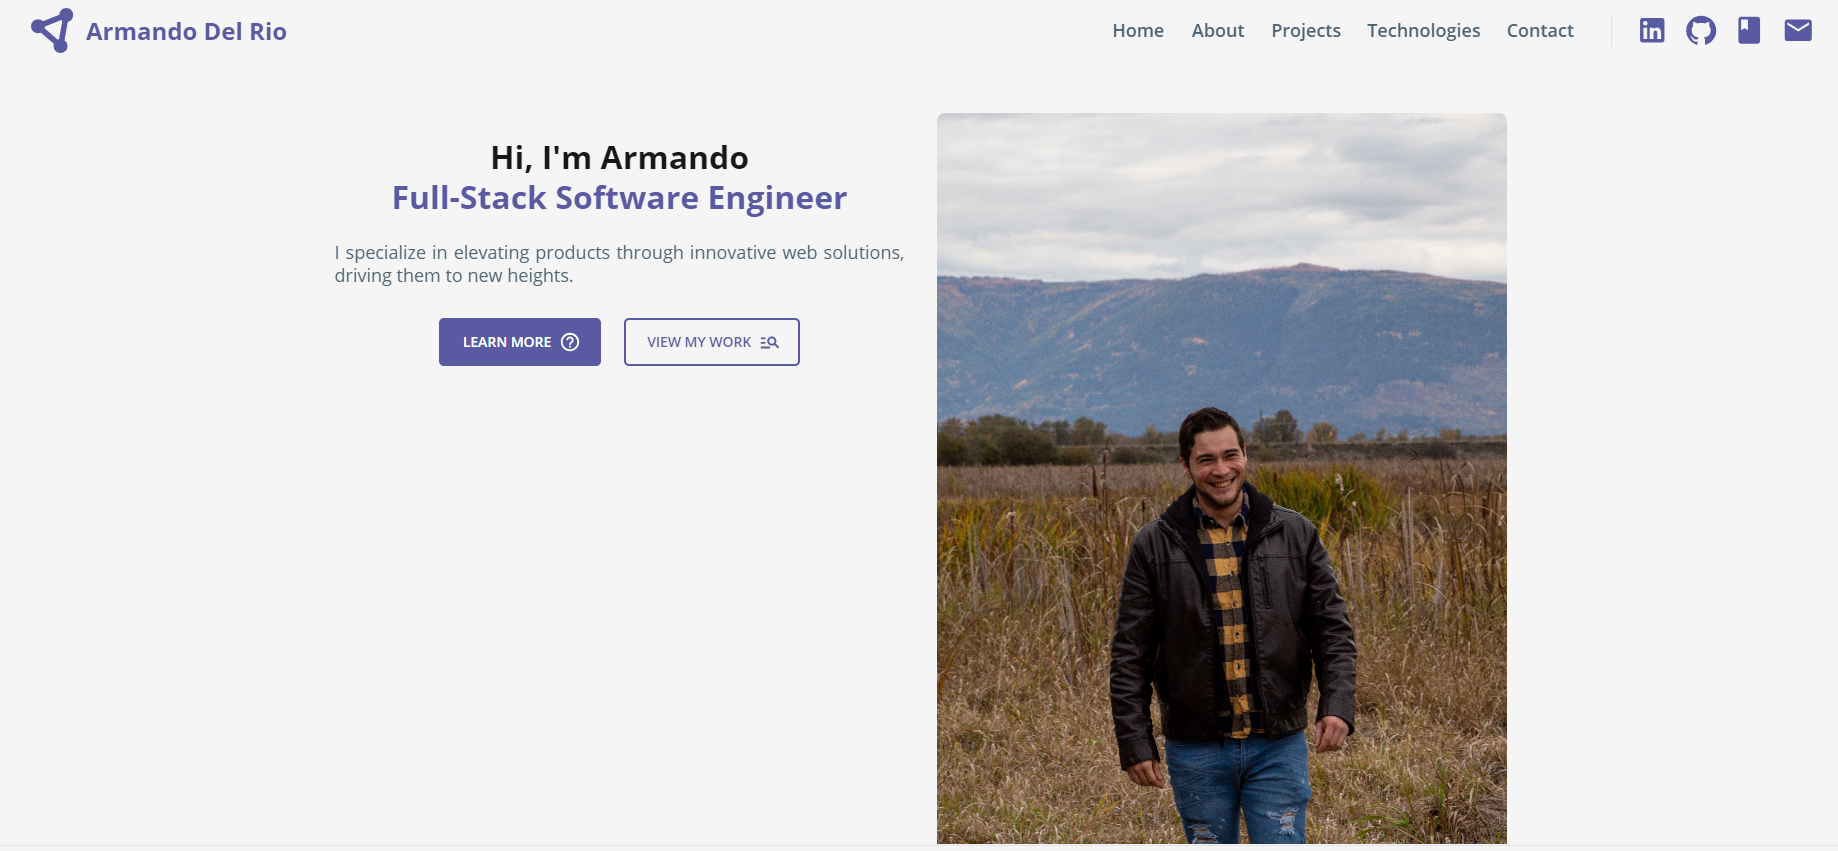 Armando Del Rio
Home About Projects Technologies Contact
Hi, I'm Armando
Full-Stack Software Engineer
I specialize in elevating products through innovative web solutions,
driving them to new heights.
LEARN MORE
VIEW MY WORK